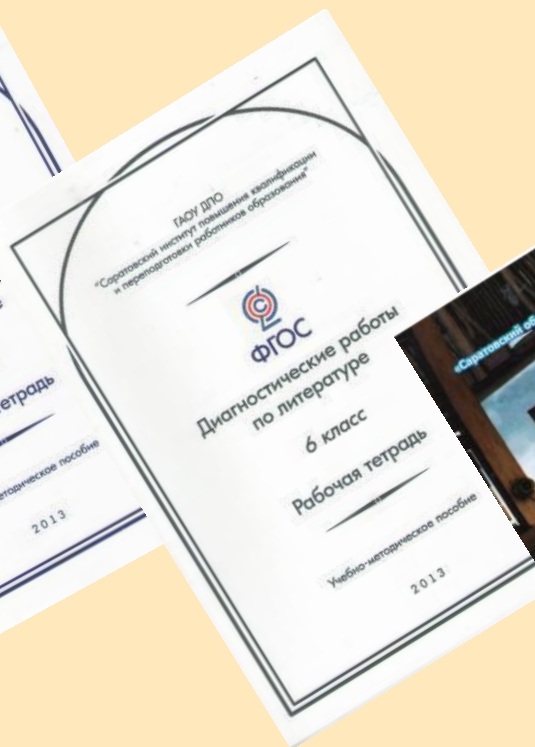 ГАОУ ДПО
"Саратовский институт повышения квалификации
и переподготовки работников образования"
ФГОС
Диагностические работы
по литературе
6 класс
Рабочая тетрадь
Учебно-методическое пособие
2013
етрадь
етодическое пособие
2013
«Саратовский об